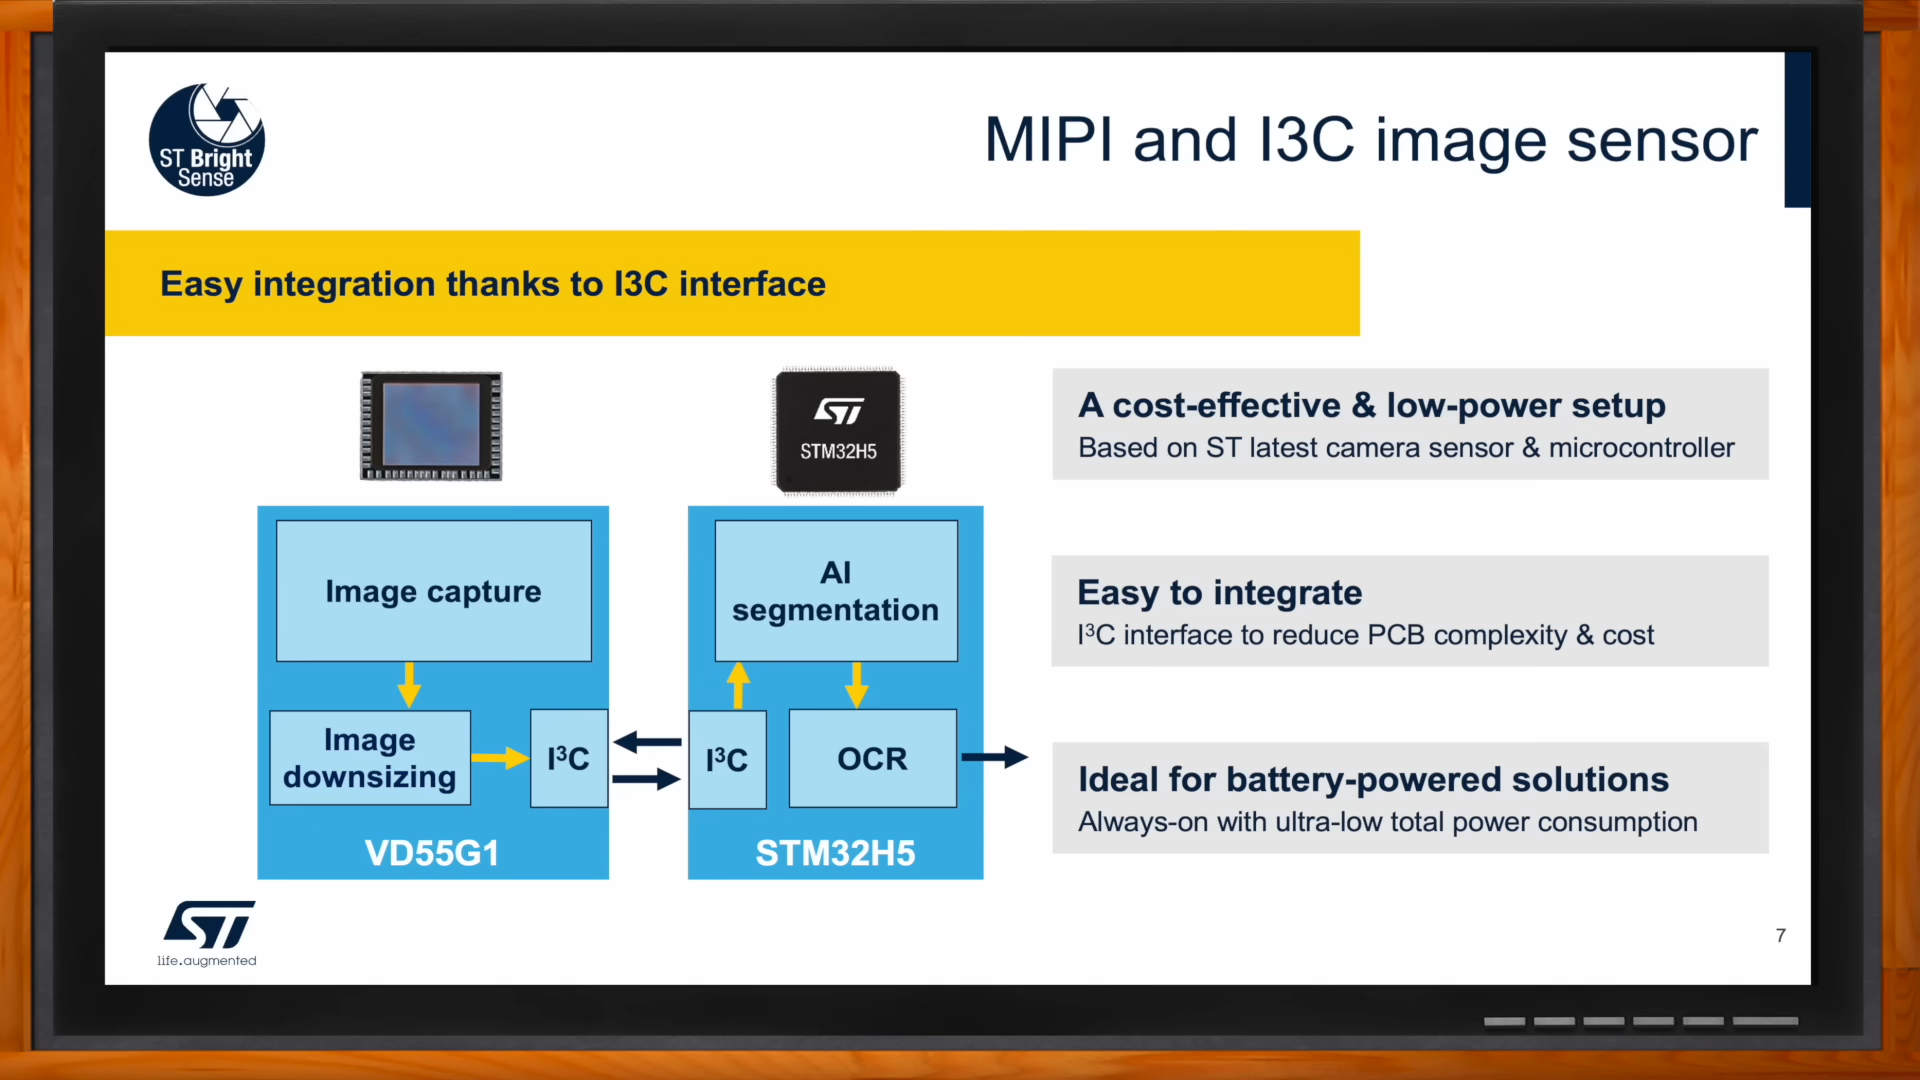 ST Bright
Sense
MIPI and I3C image sensor
Easy integration thanks to I3C interface
STM32H5
Image capture
Image
downsizing
I³C
VD55G1
AI
segmentation
I³C
OCR
STM32H5
A cost-effective & low-power setup
Based on ST latest camera sensor & microcontroller
Easy to integrate
I³C interface to reduce PCB complexity & cost
Ideal for battery-powered solutions
Always-on with ultra-low total power consumption
ST
life.augmented
7